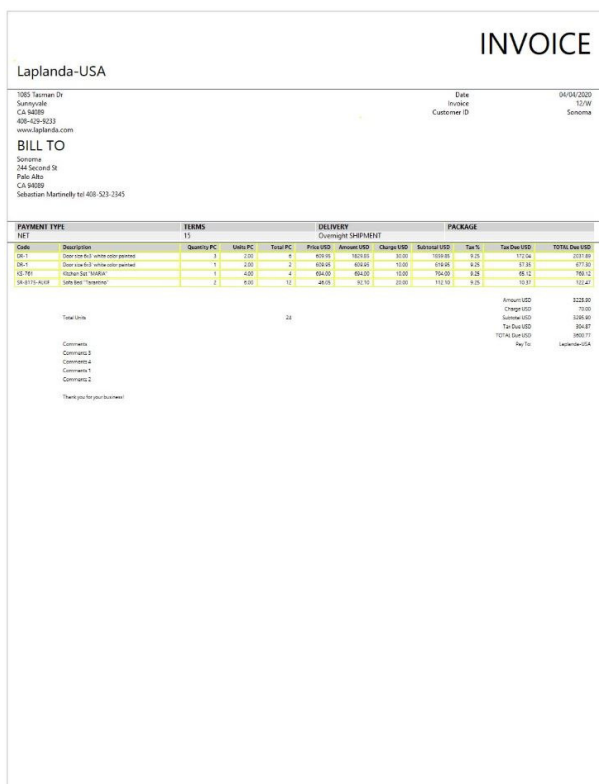 INVOICE
Laplanda-USA
1085 Tasman Dr
Sunnyvale
CA 94089
408-429-9233
www.laplanda.com
Date 04/04/2020
Invoice 12/W
Customer ID Sonoma
BILL TO
Sonoma
244 Second St
Palo Alto
CA 94089
Sebastian Martinelly tel 408-523-2345
PAYMENT TYPE TERMS DELIVERY PACKAGE
NET 15 Overnight SHIPMENT
Code Description Quantity PC Units PC Total PC Price USD Amount USD Charge USD Subtotal USD Tax % Tax Due USD TOTAL Due USD
DR-1 Door size 6x3' white color painted 3 2.00 6 609.95 1829.85 30.00 1859.85 9.25 172.04 2031.89
DR-1 Door size 6x3' white color painted 1 2.00 2 609.95 609.95 10.00 619.95 9.25 57.35 677.30
KS-701 Kitchen Set "MARIA" 1 4.00 4 694.00 694.00 10.00 704.00 9.25 65.12 769.12
Sofa Bed "Tarantino" 2 6.00 12 46.05 92.10 20.00 112.10 9.25 10.37 122.47
Amount USD 3225.90
Charge USD 70.00
Total Units 24 Subtotal USD 3295.90
Tax Due USD 304.87
TOTAL Due USD 3600.77
Comments Pay To: Laplanda-USA
Comments 3
Comments 4
Comments 1
Comments 2
Thank you for your business!